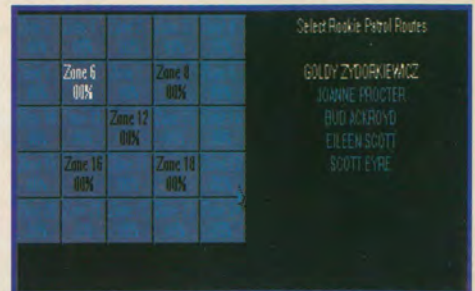 Select Rookie Patrol Routes
Zone 6
00%
Zone 8
00%
Zone 12
00%
Zone 16
00%
Zone 18
00%
GOLDY ZYDORKIEWICZ
JOANNE PROCTER
BUD ACKROYD
EILEEN SCOTT
SCOTT EYRE